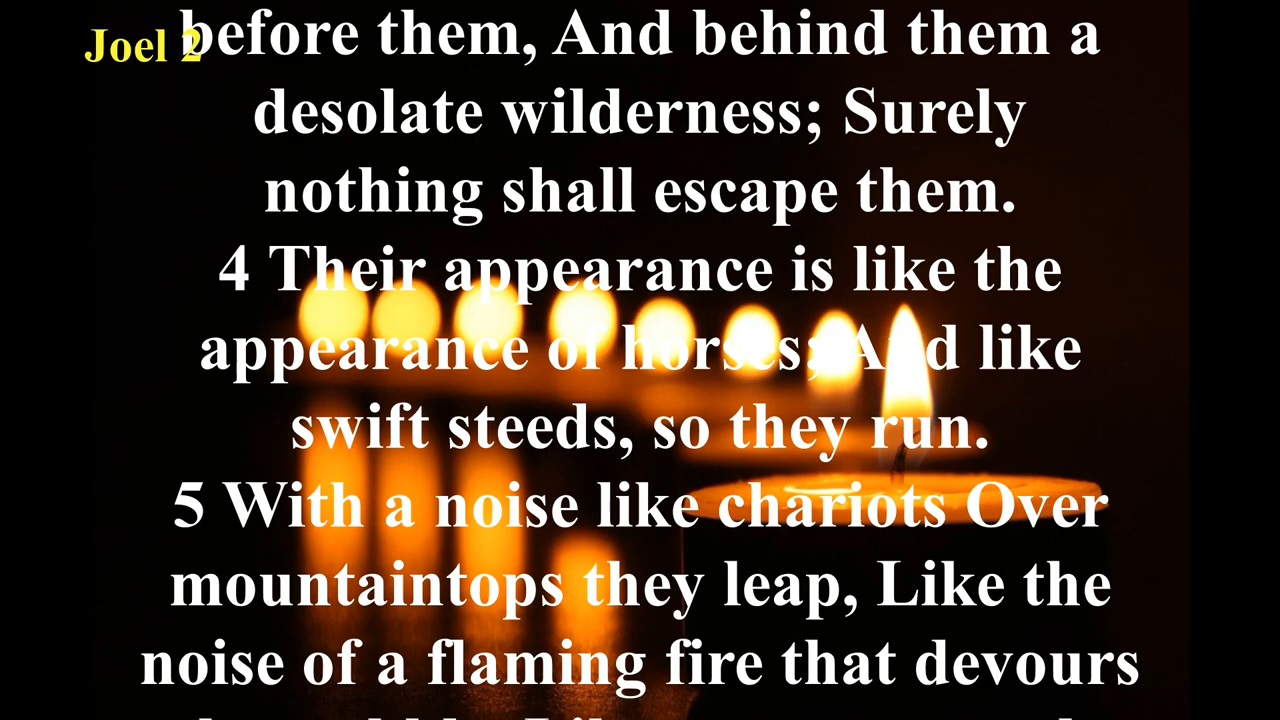 Joel 2
before them, And behind them a
desolate wilderness; Surely
nothing shall escape them.
4 Their appearance is like the
appearance of horses; And like
swift steeds, so they run.
5 With a noise like chariots Over
mountaintops they leap, Like the
noise of a flaming fire that devours